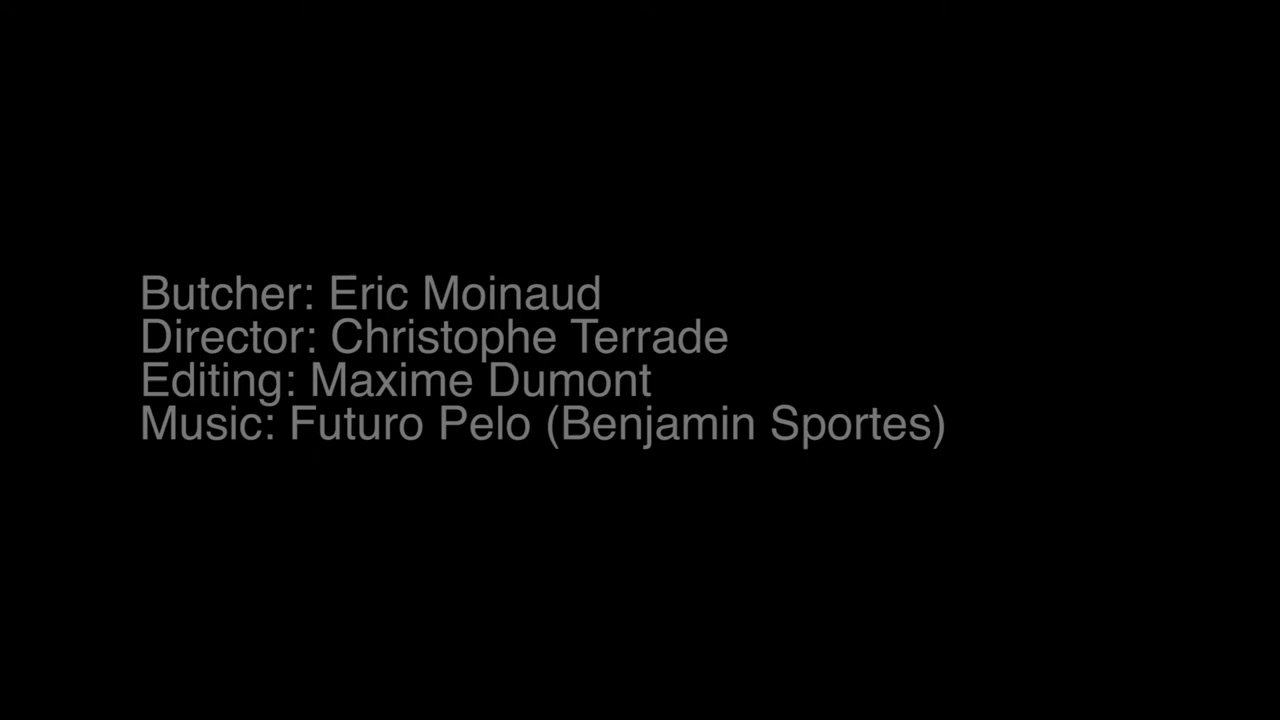 Butcher: Eric Moinaud
Director: Christophe Terrade
Editing: Maxime Dumont
Music: Futuro Pelo (Benjamin Sportes)